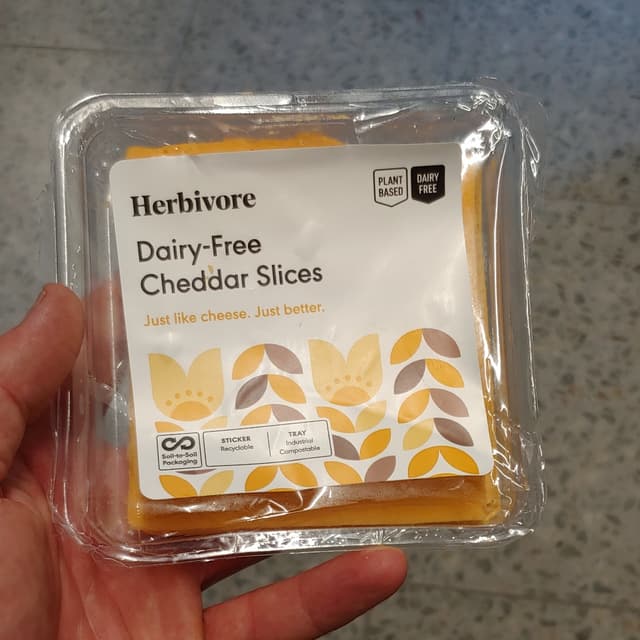 Herbivore
PLANT
BASED
DAIRY
FREE
Dairy-Free
Cheddar Slices
Just like cheese. Just better.
Soil-to-Soil
Packaging
STICKER
Recyclable
TRAY
Industrial
Compostable